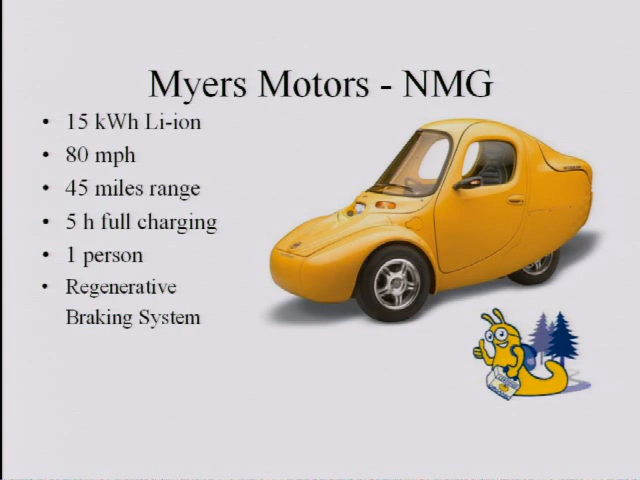 Myers Motors - NMG
• 15 kWh Li-ion
• 80 mph
• 45 miles range
• 5 h full charging
• 1 person
• Regenerative
Braking System